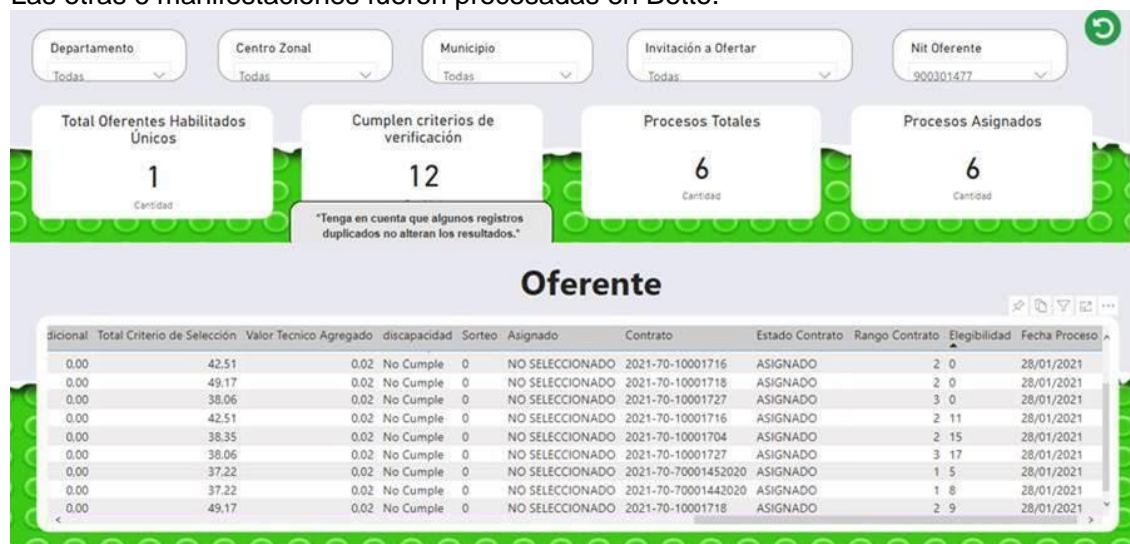 Las otras 6 manifestaciones fueron procesadas en Betto.
Departamento Centro Zonal Municipio Invitación a Ofertar Nit Oferente
Todas Todas Todas Todas 900301477
Total Oferentes Habilitados Únicos
1
Cantidad
Cumplen criterios de verificación
12
"Tenga en cuenta que algunos registros
duplicados no alteran los resultados."
Procesos Totales
6
Cantidad
Procesos Asignados
6
Cantidad
Oferente
dicional Total Criterio de Selección Valor Tecnico Agregado discapacidad Sorteo Asignado Contrato Estado Contrato Rango Contrato Elegibilidad Fecha Proceso
0.00 42.51 0.02 No Cumple 0 NO SELECCIONADO 2021-70-10001716 ASIGNADO 2 0 28/01/2021
0.00 49.17 0.02 No Cumple 0 NO SELECCIONADO 2021-70-10001718 ASIGNADO 2 0 28/01/2021
0.00 38.06 0.02 No Cumple 0 NO SELECCIONADO 2021-70-10001727 ASIGNADO 3 0 28/01/2021
0.00 42.51 0.02 No Cumple 0 NO SELECCIONADO 2021-70-10001716 ASIGNADO 2 11 28/01/2021
0.00 38.35 0.02 No Cumple 0 NO SELECCIONADO 2021-70-10001704 ASIGNADO 2 15 28/01/2021
0.00 38.06 0.02 No Cumple 0 NO SELECCIONADO 2021-70-10001727 ASIGNADO 3 17 28/01/2021
0.00 37.22 0.02 No Cumple 0 NO SELECCIONADO 2021-70-70001452020 ASIGNADO 1 5 28/01/2021
0.00 37.22 0.02 No Cumple 0 NO SELECCIONADO 2021-70-70001442020 ASIGNADO 1 8 28/01/2021
0.00 49.17 0.02 No Cumple 0 NO SELECCIONADO 2021-70-10001718 ASIGNADO 2 9 28/01/2021